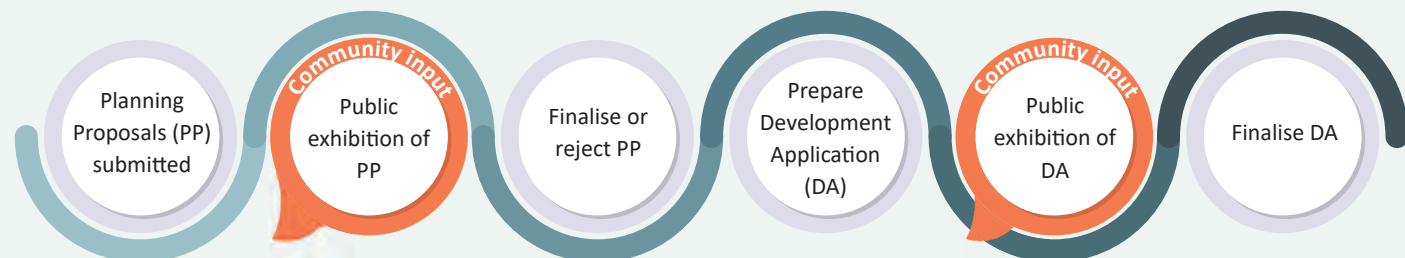 Planning
Proposals (PP)
submitted
Community input
Public
exhibition of
PP
Finalise or
reject PP
Prepare
Development
Application
(DA)
Community input
Public
exhibition of
DA
Finalise DA